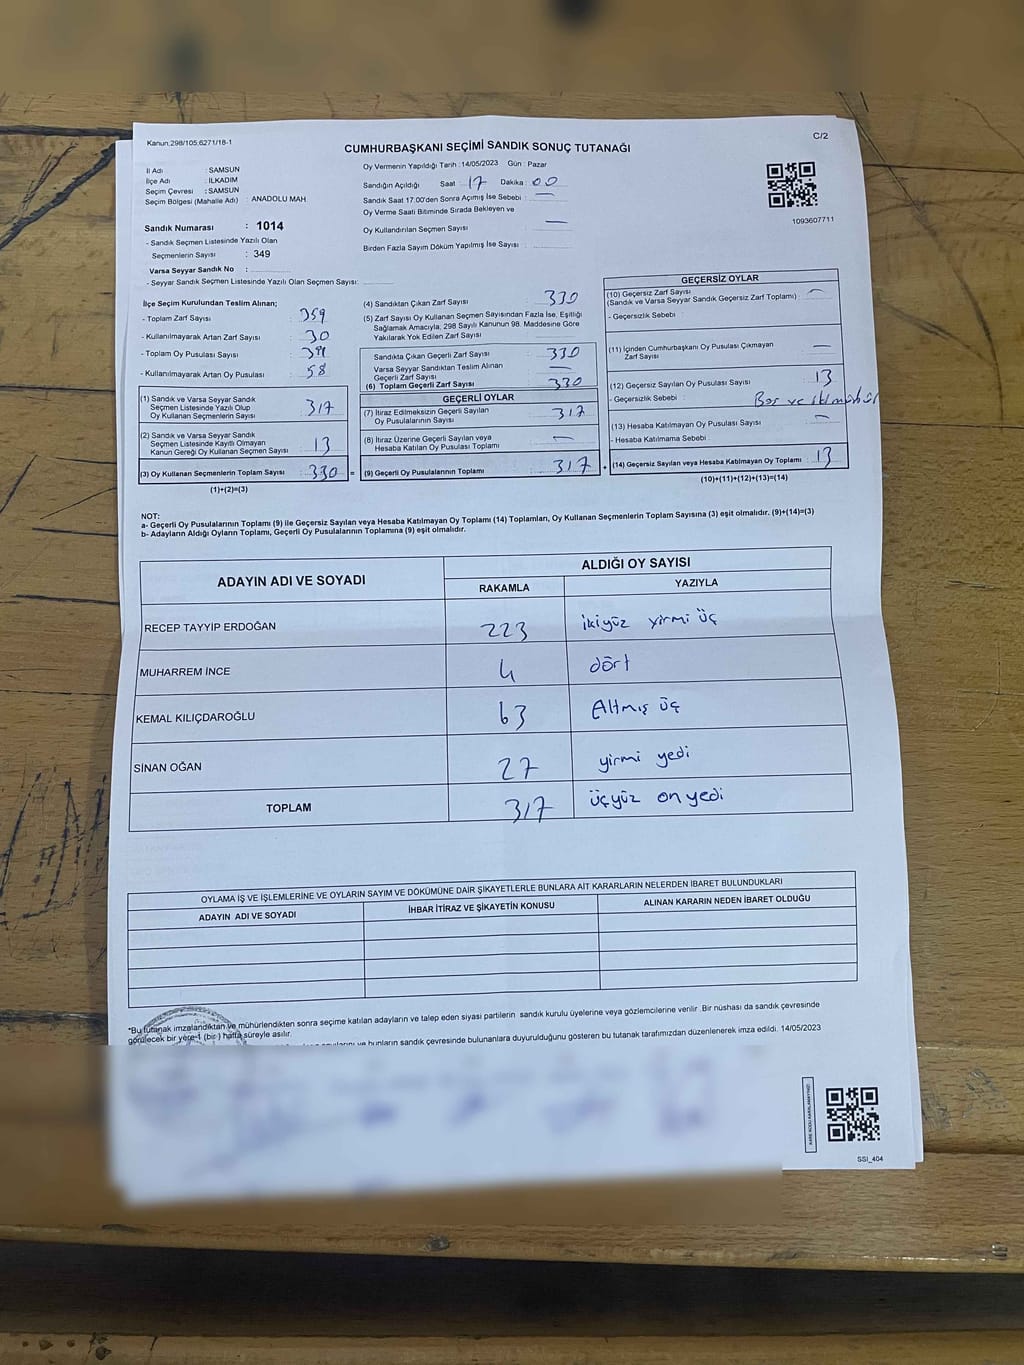 Kanun;298/105;6271/18-1
C/2
CUMHURBAŞKANI SEÇİMİ SANDIK SONUÇ TUTANAĞI
İl Adı : SAMSUN
İlçe Adı : İLKADIM
Seçim Çevresi : SAMSUN
Seçim Bölgesi (Mahalle Adı) : ANADOLU MAH
Sandık Numarası : 1014
- Sandık Seçmen Listesinde Yazılı Olan
Seçmenlerin Sayısı : 349
Varsa Seyyar Sandık No :
- Seyyar Sandık Seçmen Listesinde Yazılı Olan Seçmen Sayısı:
Oy Vermenin Yapıldığı Tarih :14/05/2023 Gün : Pazar
Sandığın Açıldığı Saat 17 Dakika : 00
Sandık Saat 17.00'den Sonra Açımış İse Sebebi : —
Oy Verme Saati Bitiminde Sırada Bekleyen ve
Oy Kullandırılan Seçmen Sayısı —
Birden Fazla Sayım Döküm Yapılmış İse Sayısı :
1093607711
İlçe Seçim Kurulundan Teslim Alınan;
- Toplam Zarf Sayısı : 359
- Kullanılmayarak Artan Zarf Sayısı : 30
- Toplam Oy Pusulası Sayısı :
- Kullanılmayarak Artan Oy Pusulası : 58
(1) Sandık ve Varsa Seyyar Sandık
Seçmen Listesinde Yazılı Olup
Oy Kullanan Seçmenlerin Sayısı : 317
(2) Sandık ve Varsa Seyyar Sandık
Seçmen Listesinde Kayıtlı Olmayan
Kanun Gereği Oy Kullanan Seçmen Sayısı : 13
(3) Oy Kullanan Seçmenlerin Toplam Sayısı : 330 =
(1)+(2)=(3)
(4) Sandıktan Çıkan Zarf Sayısı : 330
(5) Zarf Sayısı Oy Kullanan Seçmen Sayısından Fazla İse, Eşitliği
Sağlamak Amacıyla; 298 Sayılı Kanunun 98. Maddesine Göre
Yakılarak Yok Edilen Zarf Sayısı :
Sandıkta Çıkan Geçerli Zarf Sayısı : 330
Varsa Seyyar Sandıktan Teslim Alınan
Geçerli Zarf Sayısı : —
(6) Toplam Geçerli Zarf Sayısı : 330
GEÇERLİ OYLAR
(7) İtiraz Edilmeksizin Geçerli Sayılan
Oy Pusulalarının Sayısı : 317
(8) İtiraz Üzerine Geçerli Sayılan veya
Hesaba Katılan Oy Pusulası Toplamı : —
(9) Geçerli Oy Pusulalarının Toplamı : 317 +
GEÇERSİZ OYLAR
(10) Geçersiz Zarf Sayısı : —
(Sandık ve Varsa Seyyar Sandık Geçersiz Zarf Toplamı)
- Geçersizlik Sebebi :
(11) İçinden Cumhurbaşkanı Oy Pusulası Çıkmayan
Zarf Sayısı : —
(12) Geçersiz Sayılan Oy Pusulası Sayısı : 13
- Geçersizlik Sebebi : Boş ve
(13) Hesaba Katılmayan Oy Pusulası Sayısı : —
- Hesaba Katılmama Sebebi :
(14) Geçersiz Sayılan veya Hesaba Katılmayan Oy Toplamı : 13
(10)+(11)+(12)+(13)=(14)
NOT:
a- Geçerli Oy Pusulalarının Toplamı (9) ile Geçersiz Sayılan veya Hesaba Katılmayan Oy Toplamı (14) Toplamları, Oy Kullanan Seçmenlerin Toplam Sayısına (3) eşit olmalıdır. (9)+(14)=(3)
b- Adayların Aldığı Oyların Toplamı, Geçerli Oy Pusulalarının Toplamına (9) eşit olmalıdır.
ADAYIN ADI VE SOYADI
ALDIĞI OY SAYISI
RAKAMLA YAZIYLA
RECEP TAYYİP ERDOĞAN 223 ikiyüz yirmi üç
MUHARREM İNCE 4 dört
KEMAL KILIÇDAROĞLU 63 Altmış üç
SİNAN OĞAN 27 yirmi yedi
TOPLAM 317 üçyüz on yedi
OYLAMA İŞ VE İŞLEMLERİNE VE OYLARIN SAYIM VE DÖKÜMÜNE DAİR ŞİKAYETLERLE BUNLARA AİT KARARLARIN NELERDEN İBARET BULUNDUKLARI
ADAYIN ADI VE SOYADI İHBAR İTİRAZ VE ŞİKAYETİN KONUSU ALINAN KARARIN NEDEN İBARET OLDUĞU
*Bu tutanak imzalandıktan ve mühürlendikten sonra seçime katılan adayların ve talep eden siyasi partilerin sandık kurulu üyelerine veya gözlemcilerine verilir. Bir nüshası da sandık çevresinde
görülecek bir yere 1 (bir ) hafta süreyle asılır.
ve bunların sandık çevresinde bulunanlara duyurulduğunu gösteren bu tutanak tarafımızdan düzenlenerek imza edildi. 14/05/2023
KARE KODU KARALAMAYINIZ!
SSI_404